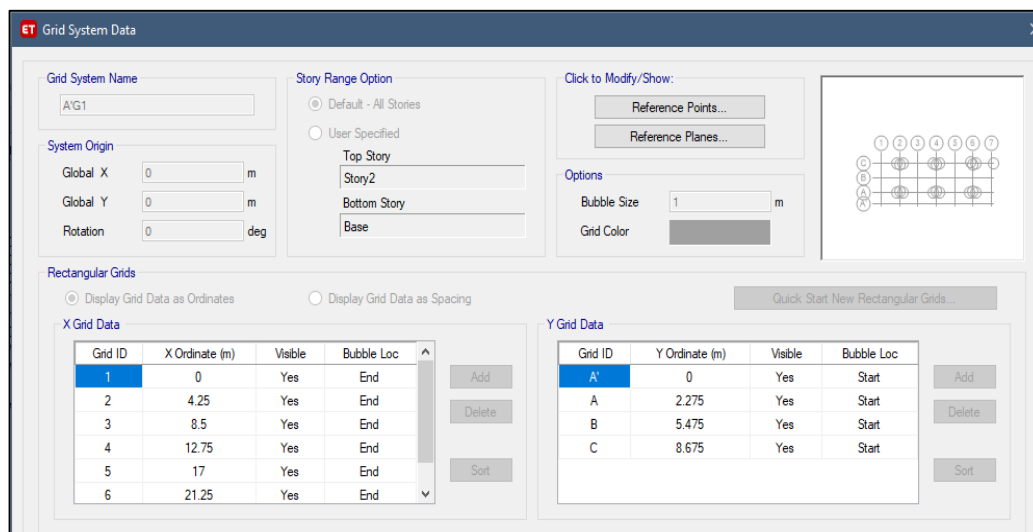 ET Grid System Data
Grid System Name
A'G1
System Origin
Global X 0 m
Global Y 0 m
Rotation 0 deg
Story Range Option
Default - All Stories
User Specified
Top Story
Story2
Bottom Story
Base
Click to Modify/Show:
Reference Points...
Reference Planes...
Options
Bubble Size 1 m
Grid Color
1 2 3 4 5 6 7
C
B
A
A'
Rectangular Grids
Display Grid Data as Ordinates Display Grid Data as Spacing Quick Start New Rectangular Grids...
X Grid Data
Grid ID X Ordinate (m) Visible Bubble Loc
1 0 Yes End
2 4.25 Yes End
3 8.5 Yes End
4 12.75 Yes End
5 17 Yes End
6 21.25 Yes End
Add
Delete
Sort
Y Grid Data
Grid ID Y Ordinate (m) Visible Bubble Loc
A' 0 Yes Start
A 2.275 Yes Start
B 5.475 Yes Start
C 8.675 Yes Start
Add
Delete
Sort